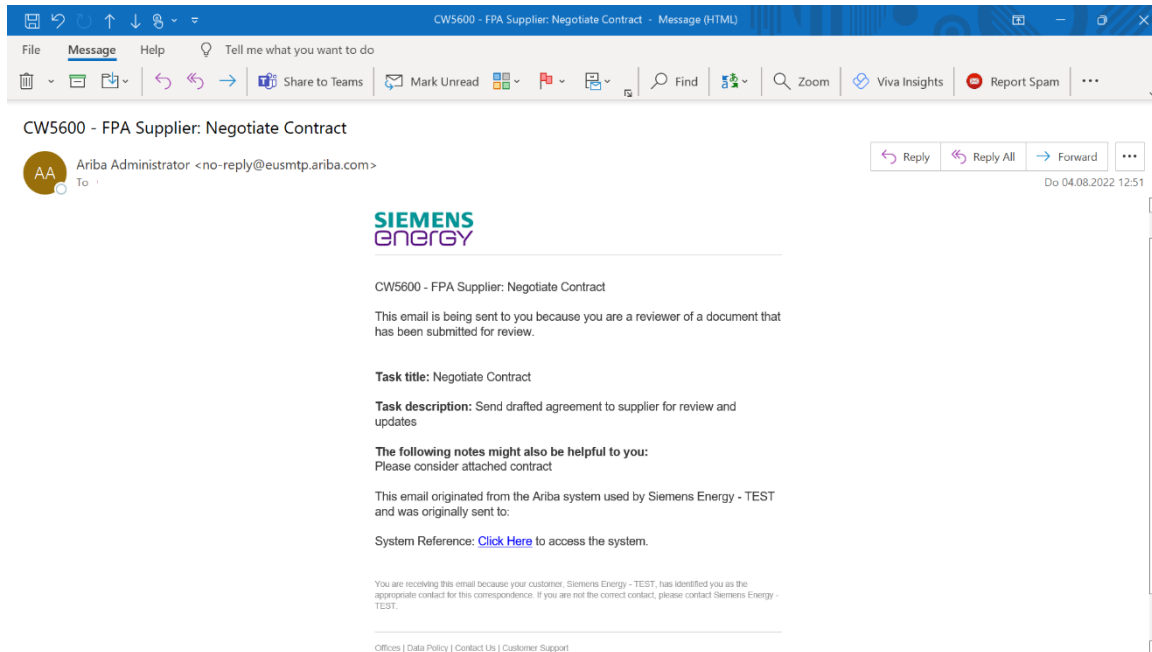 CW5600 - FPA Supplier: Negotiate Contract - Message (HTML)
File Message Help Tell me what you want to do
Share to Teams Mark Unread Find Zoom Viva Insights Report Spam
CW5600 - FPA Supplier: Negotiate Contract
AA
Ariba Administrator <no-reply@eusmtp.ariba.com>
To
Reply Reply All Forward
Do 04.08.2022 12:51
SIEMENS
energy
CW5600 - FPA Supplier: Negotiate Contract
This email is being sent to you because you are a reviewer of a document that
has been submitted for review.
Task title: Negotiate Contract
Task description: Send drafted agreement to supplier for review and
updates
The following notes might also be helpful to you:
Please consider attached contract
This email originated from the Ariba system used by Siemens Energy - TEST
and was originally sent to:
System Reference: Click Here to access the system.
You are receiving this email because your customer, Siemens Energy - TEST, has identified you as the
appropriate contact for this correspondence. If you are not the correct contact, please contact Siemens Energy -
TEST.
Offices | Data Policy | Contact Us | Customer Support